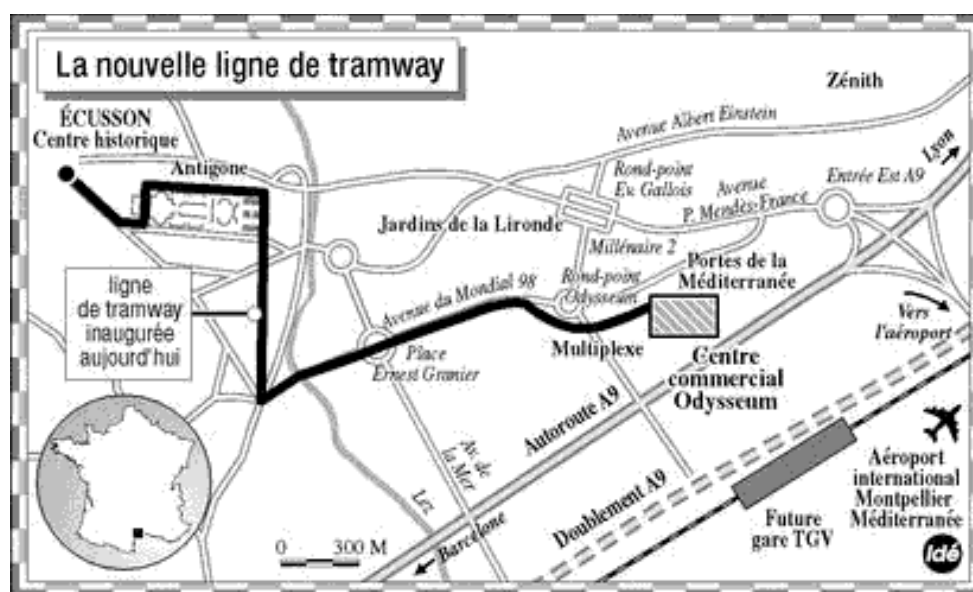 La nouvelle ligne de tramway
Zénith
ÉCUSSON
Centre historique
Avenue Albert Einstein
Lyon
Antigone
Rond-point
Ev. Gallois
Avenue
P. Mendès-France
Entrée Est A9
Jardins de la Lironde
Millénaire 2
Portes de la
Méditerranée
ligne
de tramway
inaugurée
aujourd'hui
Avenue du Mondial 98
Rond-point
Odysseum
Vers
l'aéroport
Multiplexe
Place
Ernest Granier
Centre
commercial
Odysseum
Autoroute A9
Av. de
la Mer
Lez
Barcelone
Doublement A9
Aéroport
international
Montpellier
Méditerranée
Future
gare TGV
0 300 M
idé